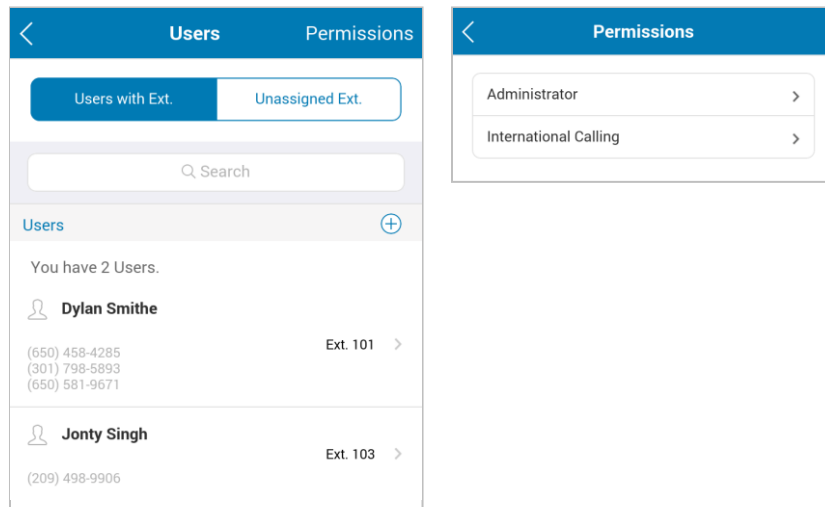 Users Permissions
Users with Ext. Unassigned Ext.
Search
Users
You have 2 Users.
Dylan Smithe
Ext. 101
(650) 458-4285
(301) 798-5893
(650) 581-9671
Jonty Singh
Ext. 103
(209) 498-9906
Permissions
Administrator
International Calling